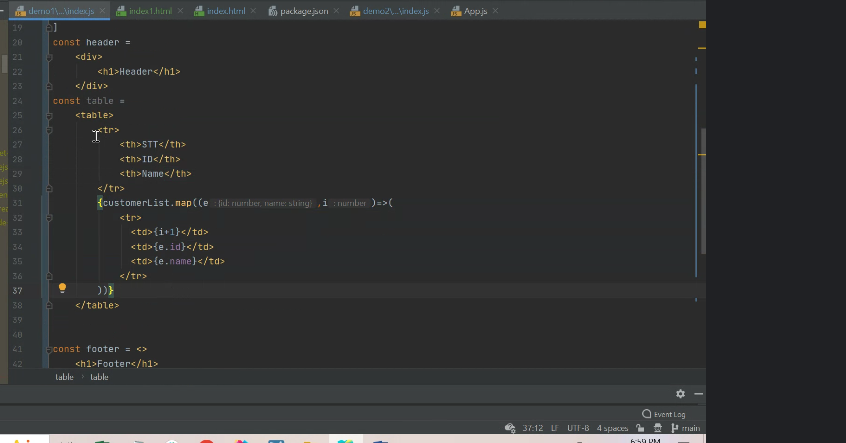 demo1\...\index.js index1.html index.html package.json demo2\...\index.js App.js
19 ]
20 const header =
21 <div>
22 <h1>Header</h1>
23 </div>
24 const table =
25 <table>
26 <tr>
27 <th>STT</th>
28 <th>ID</th>
29 <th>Name</th>
30 </tr>
31 {customerList.map((e :{id: number, name: string} ,i : number )=>(
32 <tr>
33 <td>{i+1}</td>
34 <td>{e.id}</td>
35 <td>{e.name}</td>
36 </tr>
37 ))}
38 </table>
39
40
41 const footer = <>
42 <h1>Footer</h1>
table table
Event Log
37:12 LF UTF-8 4 spaces main
6:59 PM